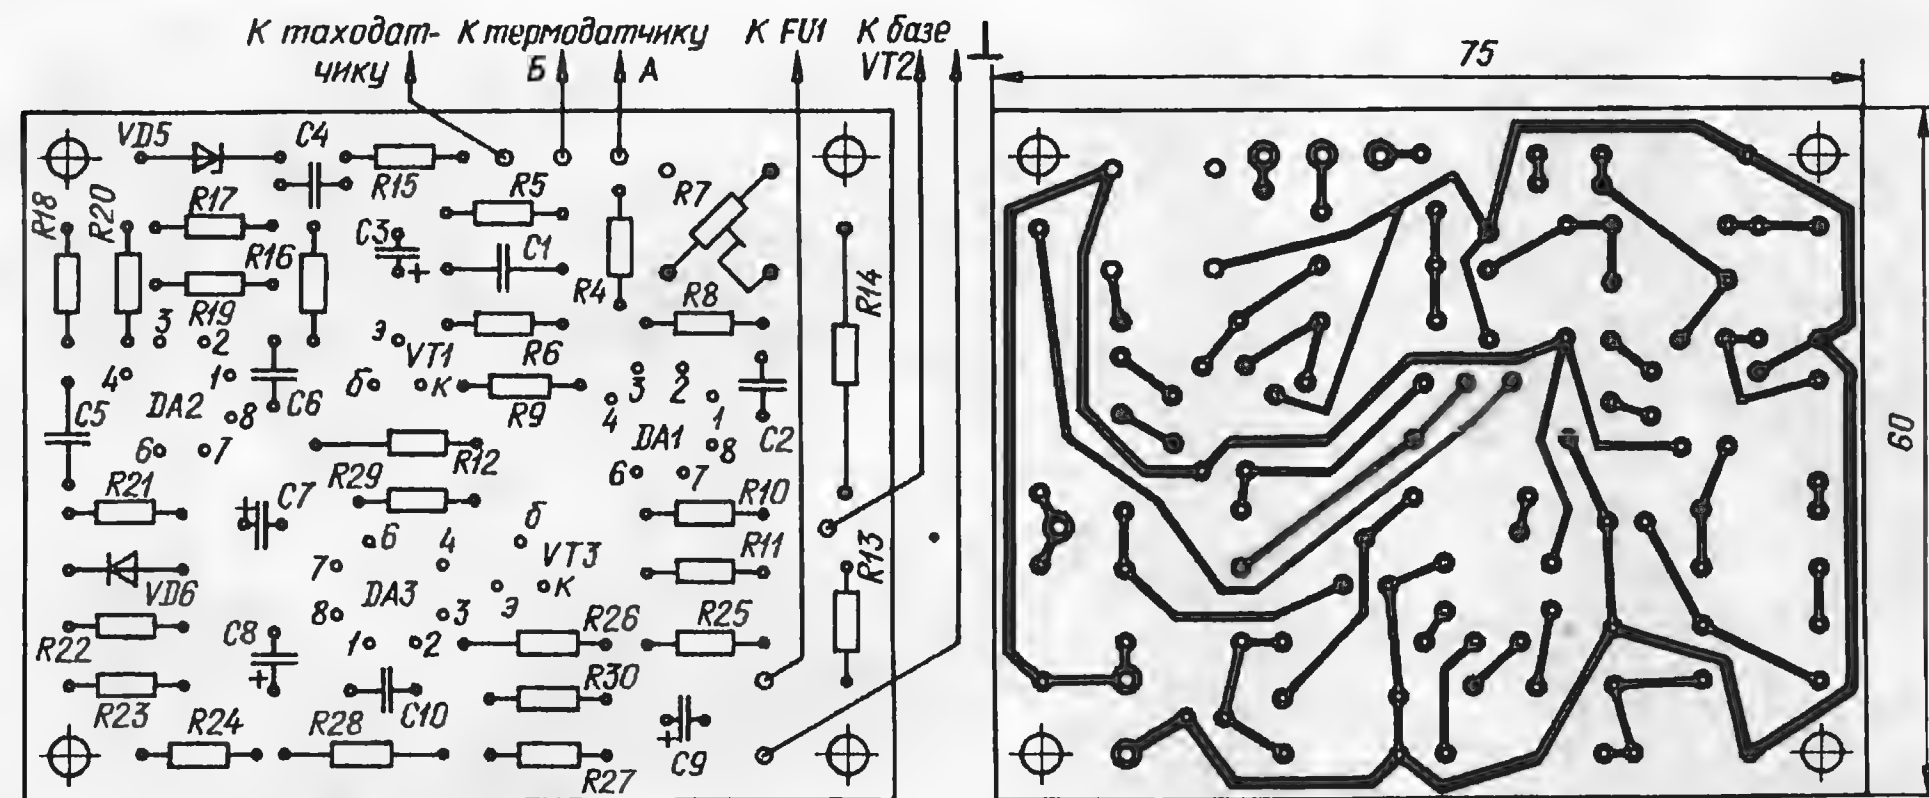 К таходат-
чику
К термодатчику
Б
А
К FU1
К базе
VT2
75
60
VD5
C4
R15
R5
R7
R18
R20
R17
C3
+
C1
R16
R4
R14
R19
R8
3
2
4
1
DA2
8
6
7
C5
C6
э
VT1
б
к
R6
R9
3
2
4
1
DA1
8
6
7
C2
R12
R29
R21
C7
+
R10
б
6
4
VT3
7
DA3
к
э
8
3
1
2
R11
R13
VD6
R22
C8
+
R26
R25
R23
R30
C10
R24
R28
R27
C9
+